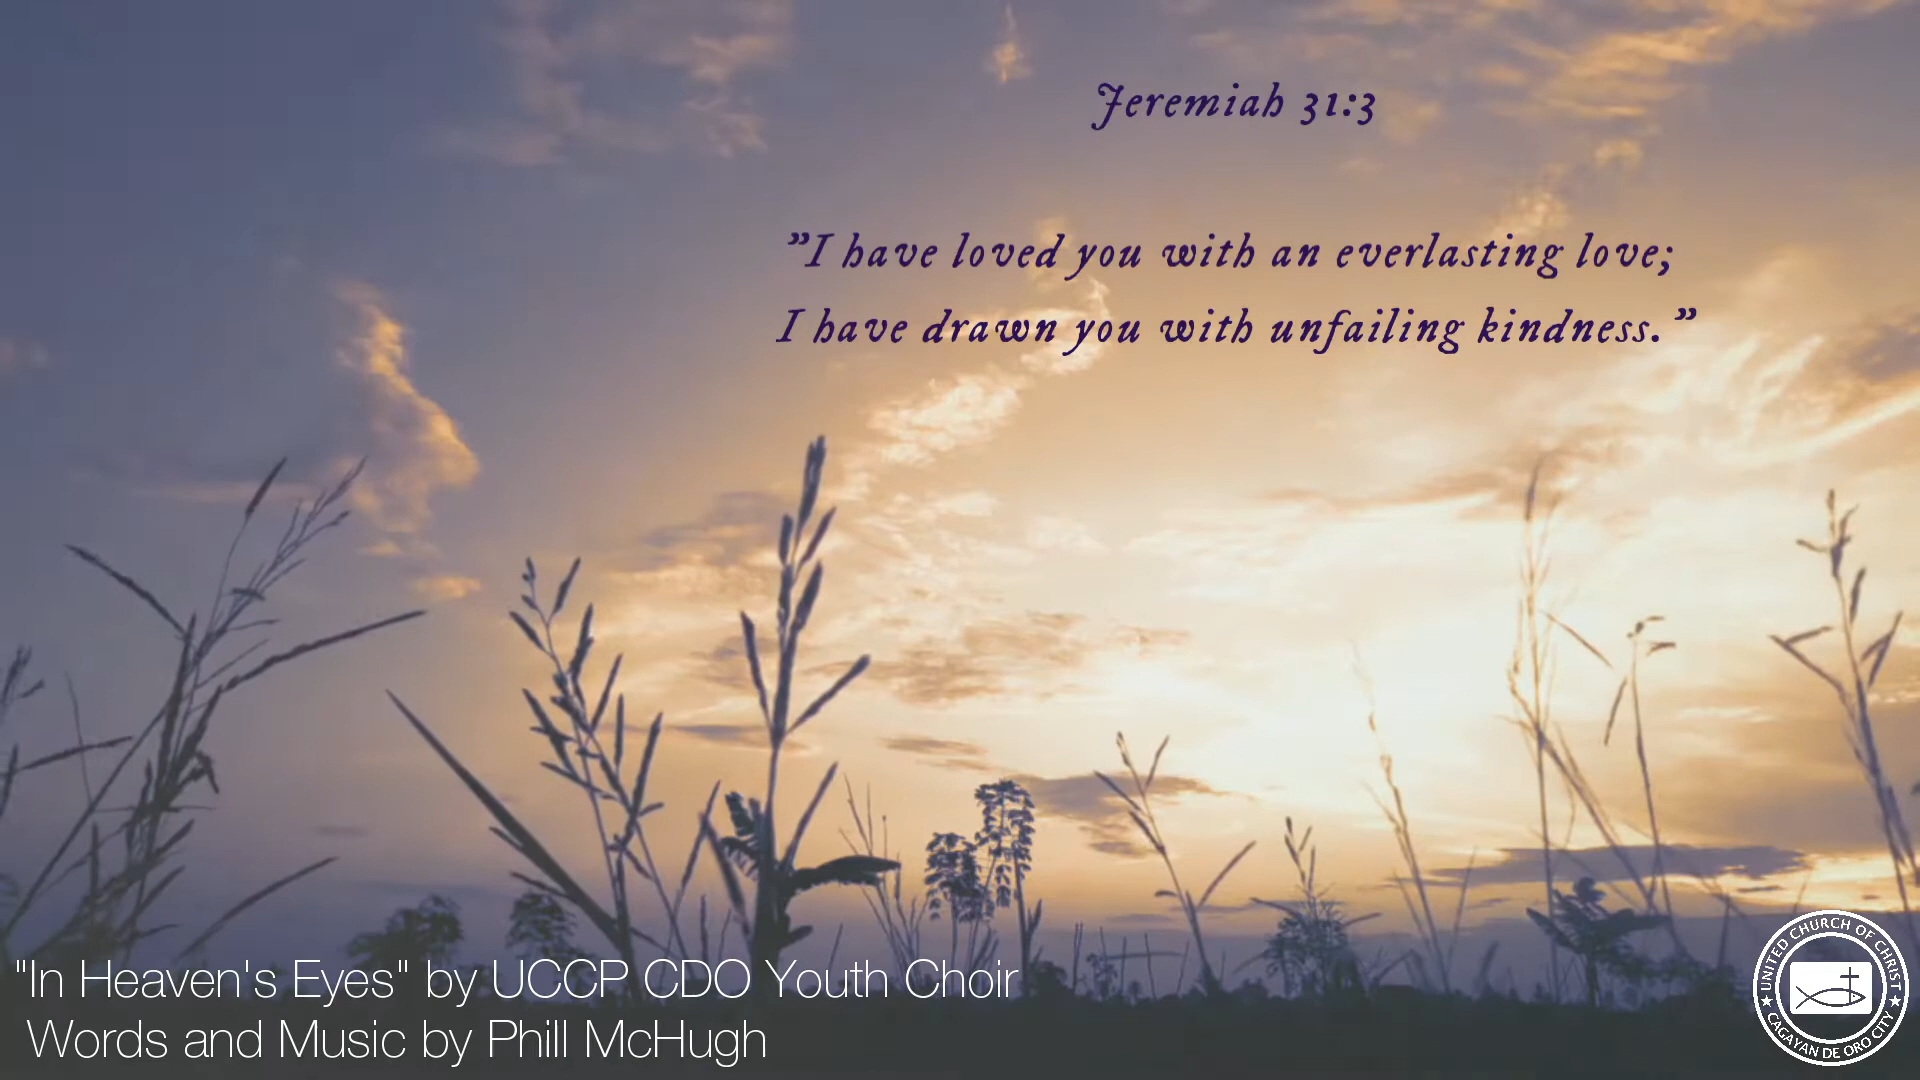 Jeremiah 31:3
"I have loved you with an everlasting love;
I have drawn you with unfailing kindness."
"In Heaven's Eyes" by UCCP CDO Youth Choir
Words and Music by Phill McHugh
UNITED CHURCH OF CHRIST
CAGAYAN DE ORO CITY